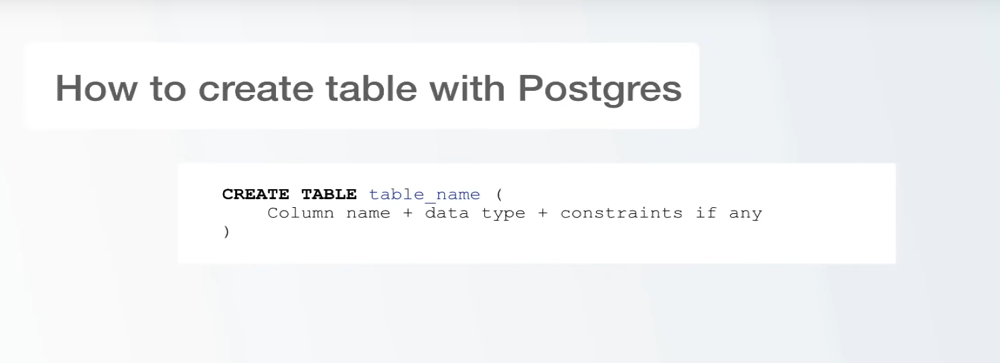 How to create table with Postgres
CREATE TABLE table_name (
Column name + data type + constraints if any
)